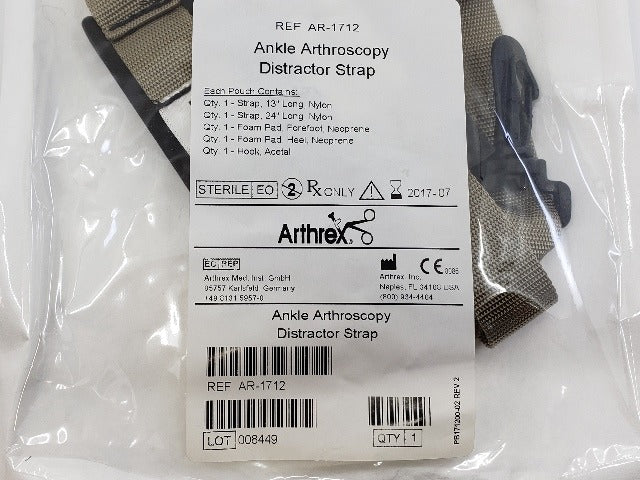 REF AR-1712
Ankle Arthroscopy
Distractor Strap
Each Pouch Contains:
Qty. 1 - Strap, 13" Long, Nylon
Qty. 1 - Strap, 24" Long, Nylon
Qty. 1 - Foam Pad, Forefoot, Neoprene
Qty. 1 - Foam Pad, Heel, Neoprene
Qty. 1 - Hook, Acetal
STERILE EO 2 Rx ONLY 2017-07
Arthrex
EC REP
Arthrex Med. Inst. GmbH
85757 Karlsfeld, Germany
+49 8131 5957-0
CE 0086
Arthrex, Inc.
Naples, FL 34108 USA
(800) 934-4404
Ankle Arthroscopy
Distractor Strap
REF AR-1712
LOT 008449
QTY 1
PB171200-02 REV 2